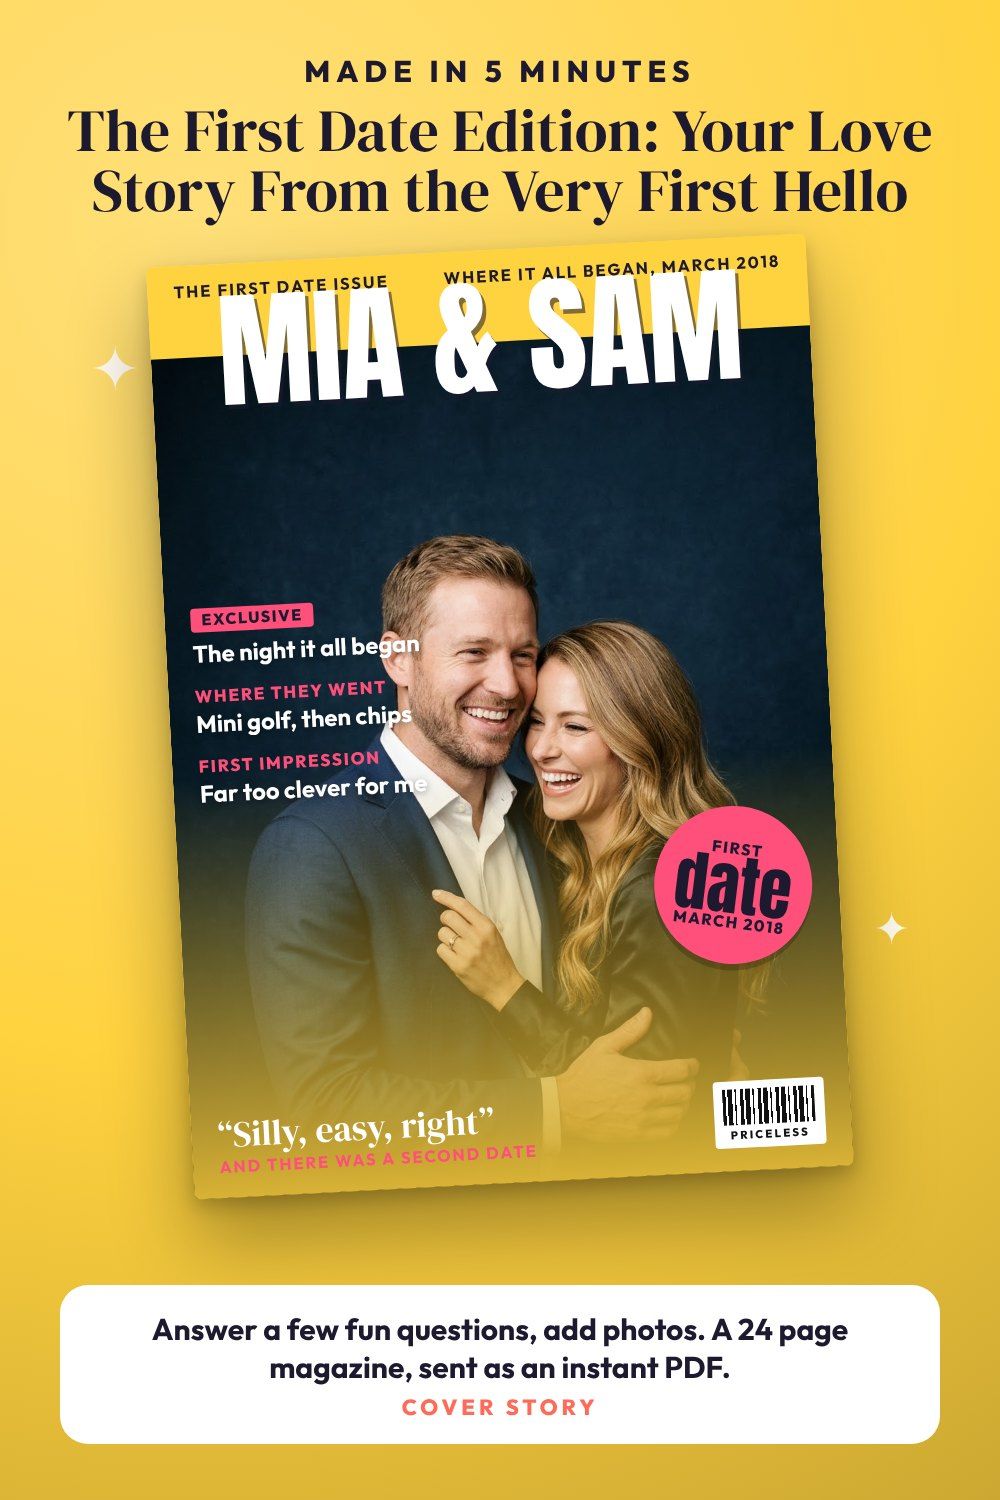 MADE IN 5 MINUTES
The First Date Edition: Your Love
Story From the Very First Hello
THE FIRST DATE ISSUE
WHERE IT ALL BEGAN, MARCH 2018
MIA & SAM
EXCLUSIVE
The night it all began
WHERE THEY WENT
Mini golf, then chips
FIRST IMPRESSION
Far too clever for me
FIRST
date
MARCH 2018
“Silly, easy, right”
AND THERE WAS A SECOND DATE
PRICELESS
Answer a few fun questions, add photos. A 24 page
magazine, sent as an instant PDF.
COVER STORY